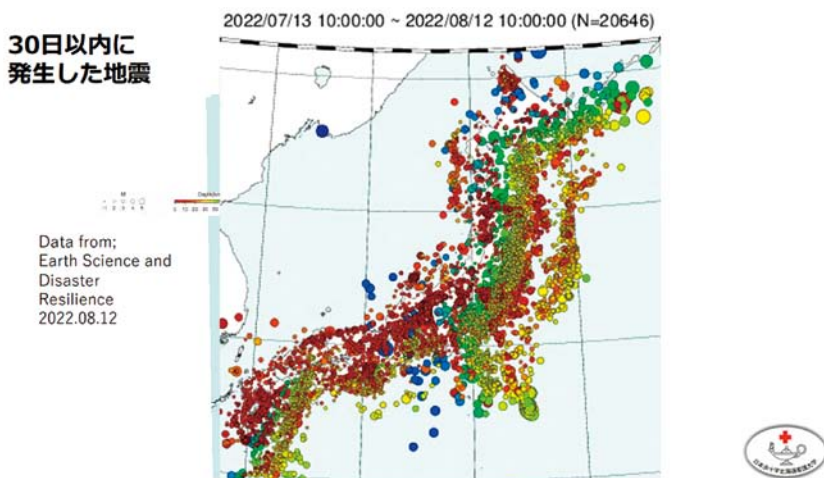 2022/07/13 10:00:00 ~ 2022/08/12 10:00:00 (N=20646)
30日以内に
発生した地震
Data from;
Earth Science and
Disaster
Resilience
2022.08.12